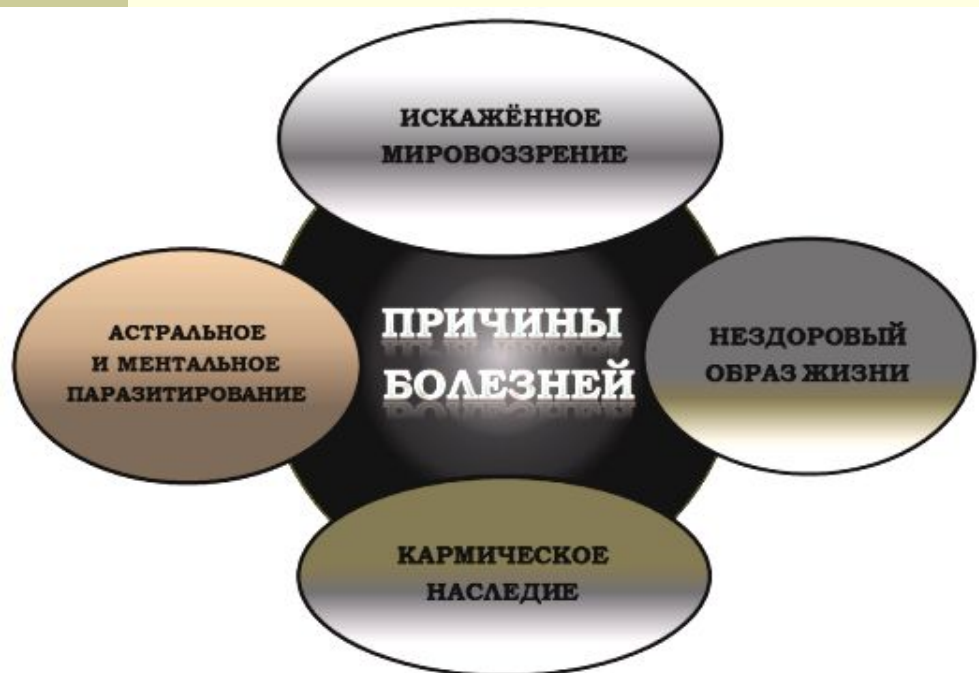 ИСКАЖЁННОЕ
МИРОВОЗЗРЕНИЕ
АСТРАЛЬНОЕ
И МЕНТАЛЬНОЕ
ПАРАЗИТИРОВАНИЕ
ПРИЧИНЫ
БОЛЕЗНЕЙ
НЕЗДОРОВЫЙ
ОБРАЗ ЖИЗНИ
КАРМИЧЕСКОЕ
НАСЛЕДИЕ